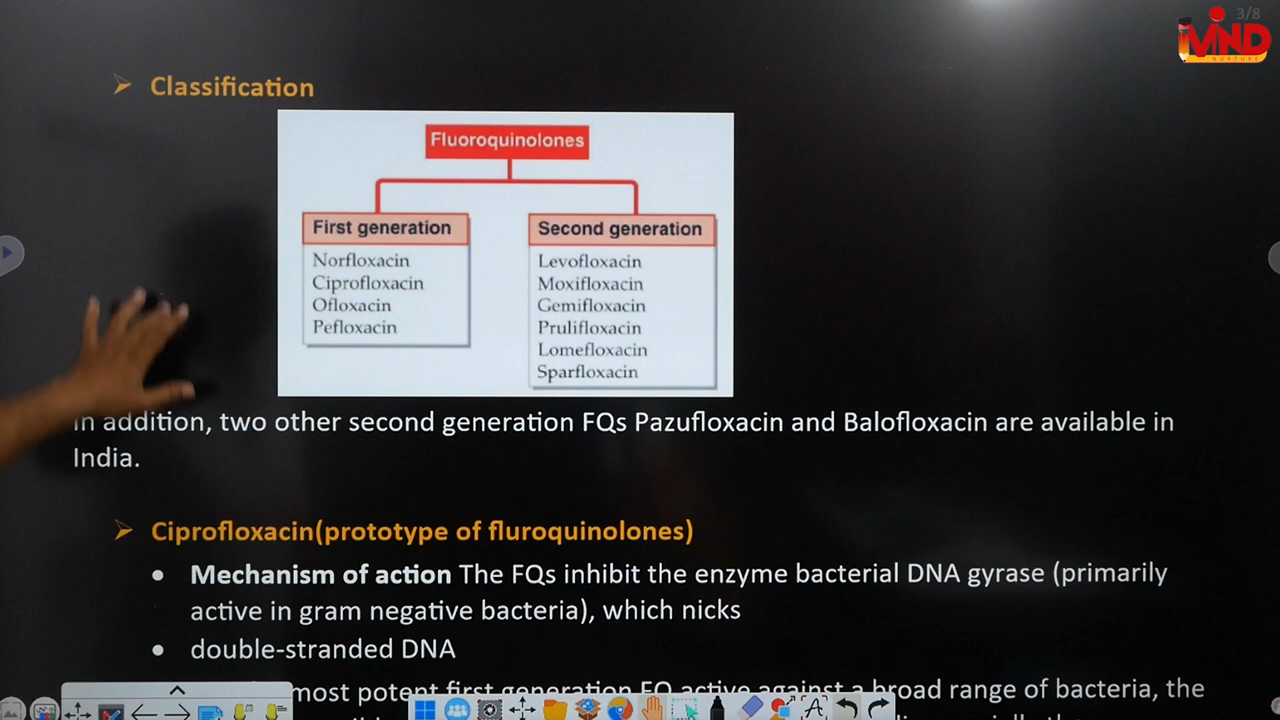 3/8
MIND
NURTURE
Classification
Fluoroquinolones
First generation
Norfloxacin
Ciprofloxacin
Ofloxacin
Pefloxacin
Second generation
Levofloxacin
Moxifloxacin
Gemifloxacin
Prulifloxacin
Lomefloxacin
Sparfloxacin
In addition, two other second generation FQs Pazufloxacin and Balofloxacin are available in
India.
Ciprofloxacin(prototype of fluroquinolones)
Mechanism of action The FQs inhibit the enzyme bacterial DNA gyrase (primarily
active in gram negative bacteria), which nicks
double-stranded DNA
most potent first generation FQ active against a broad range of bacteria, the